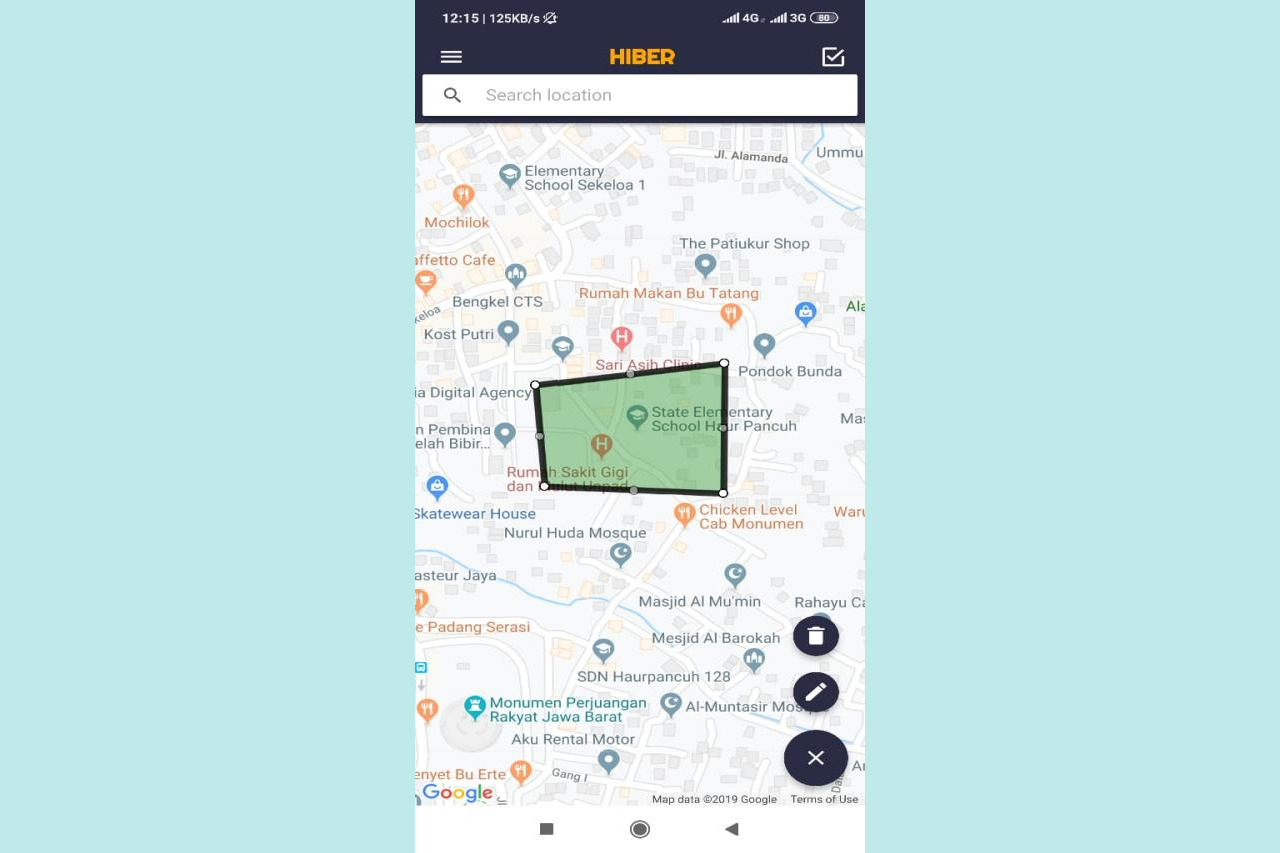 12:15 | 125KB/s
4G 3G 80
HIBER
Search location
Jl. Alamanda
Ummu
Elementary
School Sekeloa 1
Mochilok
The Patiukur Shop
affetto Cafe
Bengkel CTS
Rumah Makan Bu Tatang
eloa
Kost Putri
Ala
H
Sari Asih Clinic
Pondok Bunda
ia Digital Agency
State Elementary
School Haur Pancuh
Mas
n Pembina
elah Bibir...
H
Rumah Sakit Gigi
dan Mulut Unpad
Skatewear House
Chicken Level
Cab Monumen
Waru
Nurul Huda Mosque
asteur Jaya
Masjid Al Mu'min
Rahayu Ca
e Padang Serasi
Mesjid Al Barokah
SDN Haurpancuh 128
Monumen Perjuangan
Rakyat Jawa Barat
Al-Muntasir Mosq
Aku Rental Motor
enyet Bu Erte
Gang I
Google
Map data ©2019 Google
Terms of Use